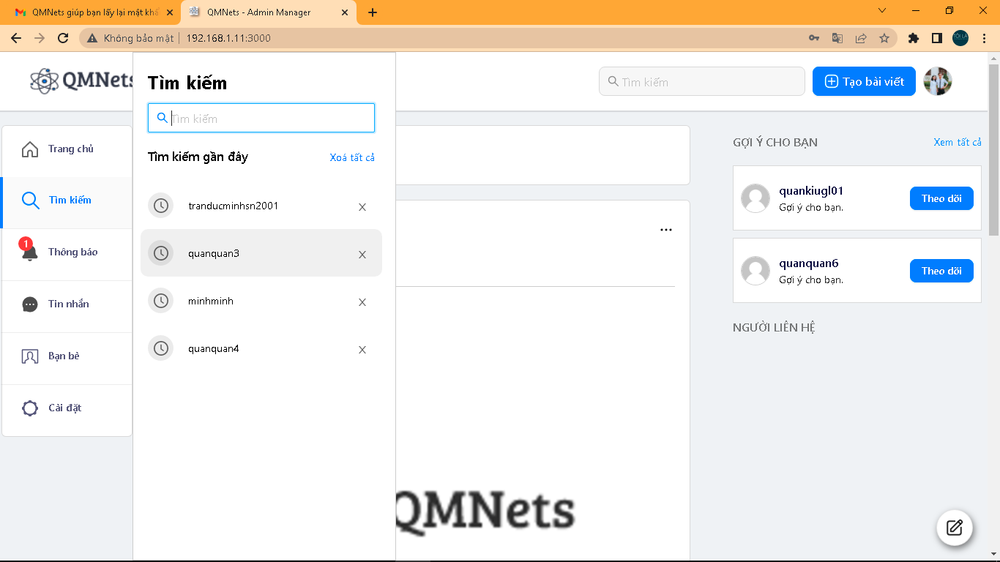 QMNets giúp bạn lấy lại mật khẩ
QMNets - Admin Manager
Không bảo mật
192.168.1.11:3000
QMNets
Tìm kiếm
Tìm kiếm
Tạo bài viết
Tìm kiếm
Tìm kiếm gần đây
Xoá tất cả
tranducminhsn2001
X
quanquan3
X
minhminh
X
quanquan4
X
Trang chủ
Tìm kiếm
1
Thông báo
Tin nhắn
Bạn bè
Cài đặt
GỢI Ý CHO BẠN
Xem tất cả
quankiugl01
Gợi ý cho bạn.
Theo dõi
quanquan6
Gợi ý cho bạn.
Theo dõi
NGƯỜI LIÊN HỆ
QMNets